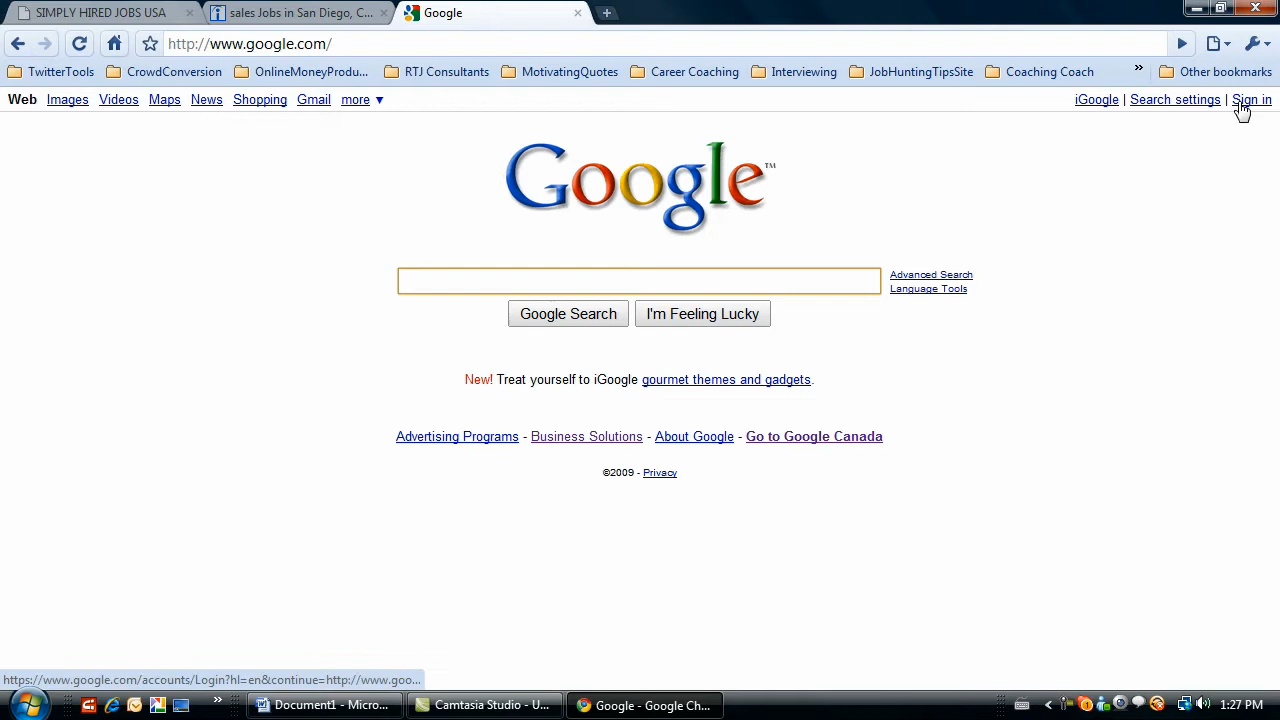 SIMPLY HIRED JOBS USA
sales Jobs in San Diego, C...
Google
http://www.google.com/
TwitterTools
CrowdConversion
OnlineMoneyProdu...
RTJ Consultants
MotivatingQuotes
Career Coaching
Interviewing
JobHuntingTipsSite
Coaching Coach
»
Other bookmarks
Web Images Videos Maps News Shopping Gmail more ▼
iGoogle | Search settings | Sign in
Google™
Advanced Search
Language Tools
Google Search
I'm Feeling Lucky
New! Treat yourself to iGoogle gourmet themes and gadgets.
Advertising Programs - Business Solutions - About Google - Go to Google Canada
©2009 - Privacy
https://www.google.com/accounts/Login?hl=en&continue=http://www.goo...
»
Document1 - Micro...
Camtasia Studio - U...
Google - Google Ch...
1:27 PM